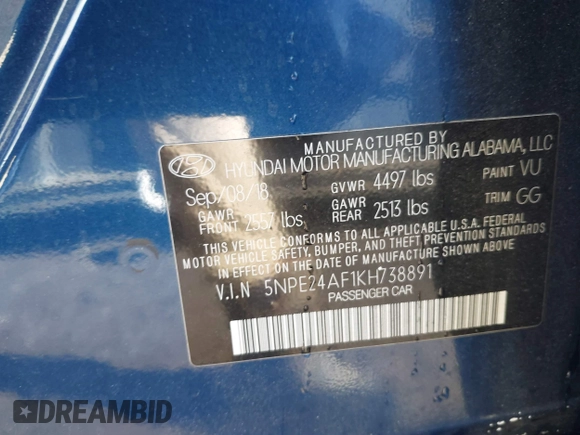 MANUFACTURED BY
HYUNDAI MOTOR MANUFACTURING ALABAMA, LLC
Sep/08/18 GVWR 4497 lbs PAINT VU
GAWR FRONT 2557 lbs GAWR REAR 2513 lbs TRIM GG
THIS VEHICLE CONFORMS TO ALL APPLICABLE U.S.A. FEDERAL
MOTOR VEHICLE SAFETY, BUMPER, AND THEFT PREVENTION STANDARDS
IN EFFECT ON THE DATE OF MANUFACTURE SHOWN ABOVE
V.I.N 5NPE24AF1KH738891
PASSENGER CAR
DREAMBID